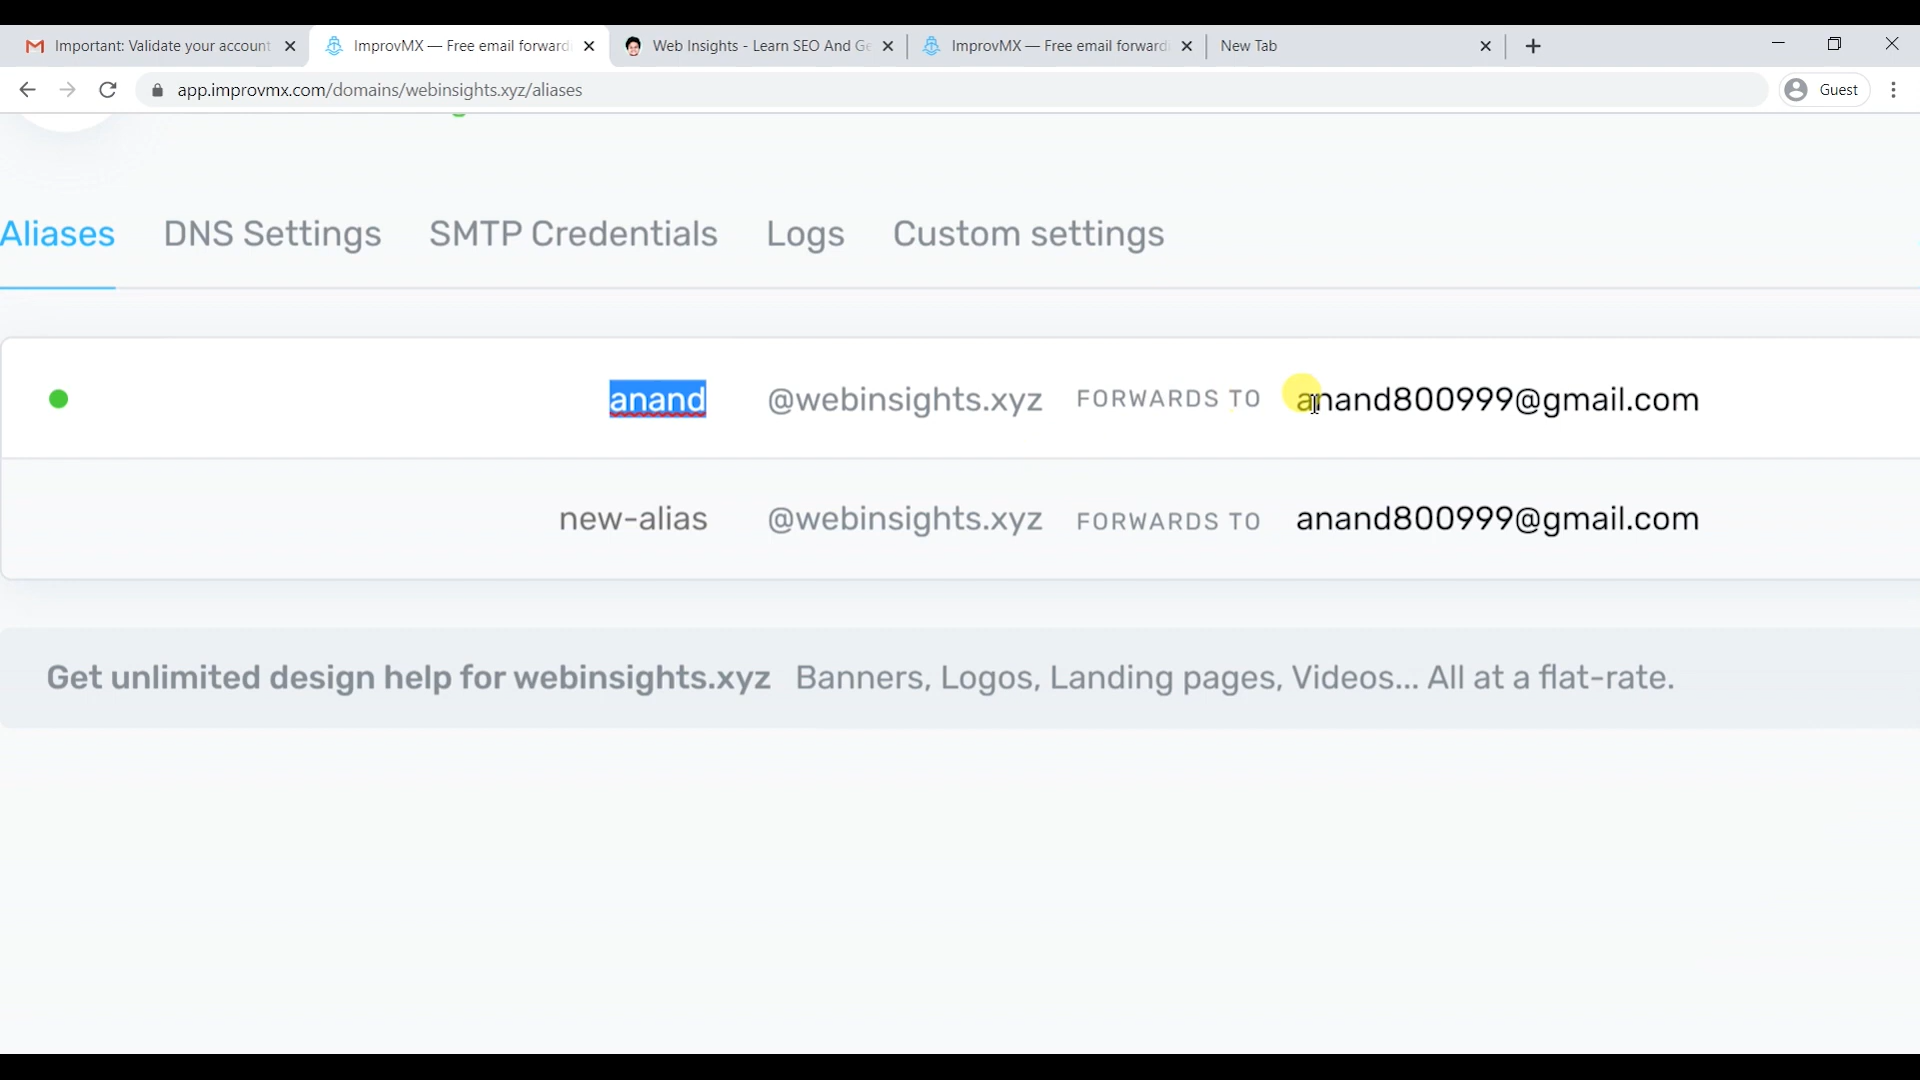 Important: Validate your account
ImprovMX — Free email forward
Web Insights - Learn SEO And Ge
ImprovMX — Free email forward
New Tab
app.improvmx.com/domains/webinsights.xyz/aliases
Guest
Aliases DNS Settings SMTP Credentials Logs Custom settings
anand @webinsights.xyz FORWARDS TO anand800999@gmail.com
new-alias @webinsights.xyz FORWARDS TO anand800999@gmail.com
Get unlimited design help for webinsights.xyz Banners, Logos, Landing pages, Videos... All at a flat-rate.